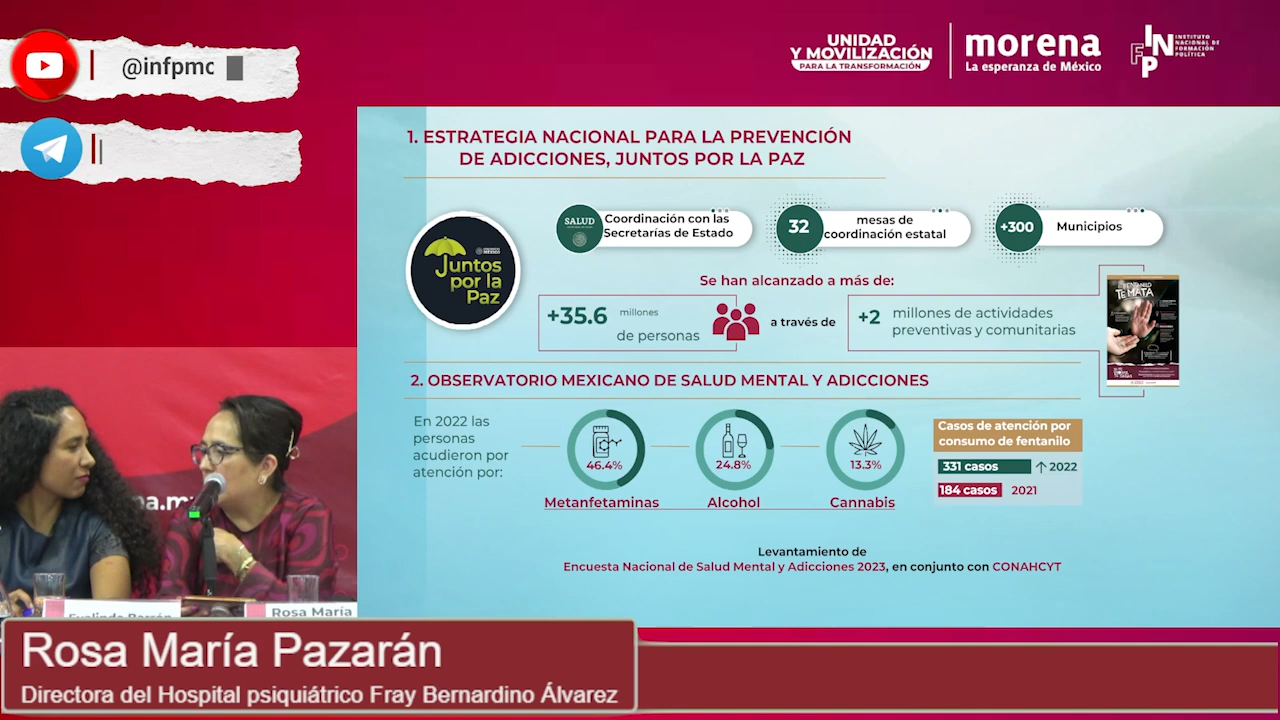 @infpmc
UNIDAD
Y MOVILIZACIÓN
PARA LA TRANSFORMACIÓN
morena
La esperanza de México
INFP
INSTITUTO
NACIONAL DE
FORMACIÓN
POLÍTICA
1. ESTRATEGIA NACIONAL PARA LA PREVENCIÓN
DE ADICCIONES, JUNTOS POR LA PAZ
Juntos
por la
Paz
SALUD
Coordinación con las
Secretarías de Estado
32
mesas de
coordinación estatal
+300
Municipios
Se han alcanzado a más de:
+35.6
millones
de personas
a través de
+2
millones de actividades
preventivas y comunitarias
TE MATA
2. OBSERVATORIO MEXICANO DE SALUD MENTAL Y ADICCIONES
En 2022 las
personas
acudieron por
atención por:
46.4%
Metanfetaminas
24.8%
Alcohol
13.3%
Cannabis
Casos de atención por
consumo de fentanilo
331 casos
2022
184 casos
2021
Levantamiento de
Encuesta Nacional de Salud Mental y Adicciones 2023, en conjunto con CONAHCYT
Rosa María
Rosa María Pazarán
Directora del Hospital psiquiátrico Fray Bernardino Álvarez